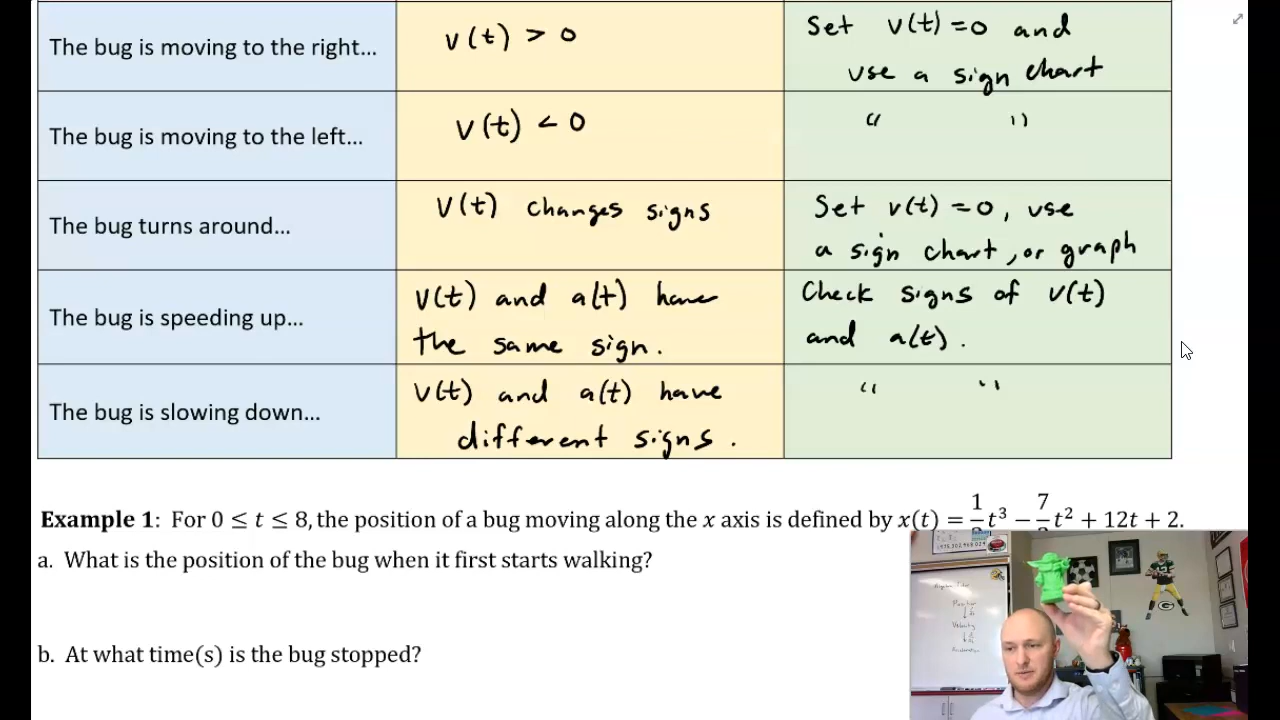 The bug is moving to the right...
v(t) > 0
Set v(t) = 0 and
use a sign chart
The bug is moving to the left...
v(t) < 0
" "
The bug turns around...
v(t) changes signs
Set v(t) = 0, use
a sign chart, or graph
The bug is speeding up...
v(t) and a(t) have
the same sign.
Check signs of v(t)
and a(t).
The bug is slowing down...
v(t) and a(t) have
different signs.
" "
Example 1: For 0 ≤ t ≤ 8, the position of a bug moving along the x axis is defined by x(t) = 1/ t³ − 7/ t² + 12t + 2.
a. What is the position of the bug when it first starts walking?
b. At what time(s) is the bug stopped?
Position
Velocity
Acceleration